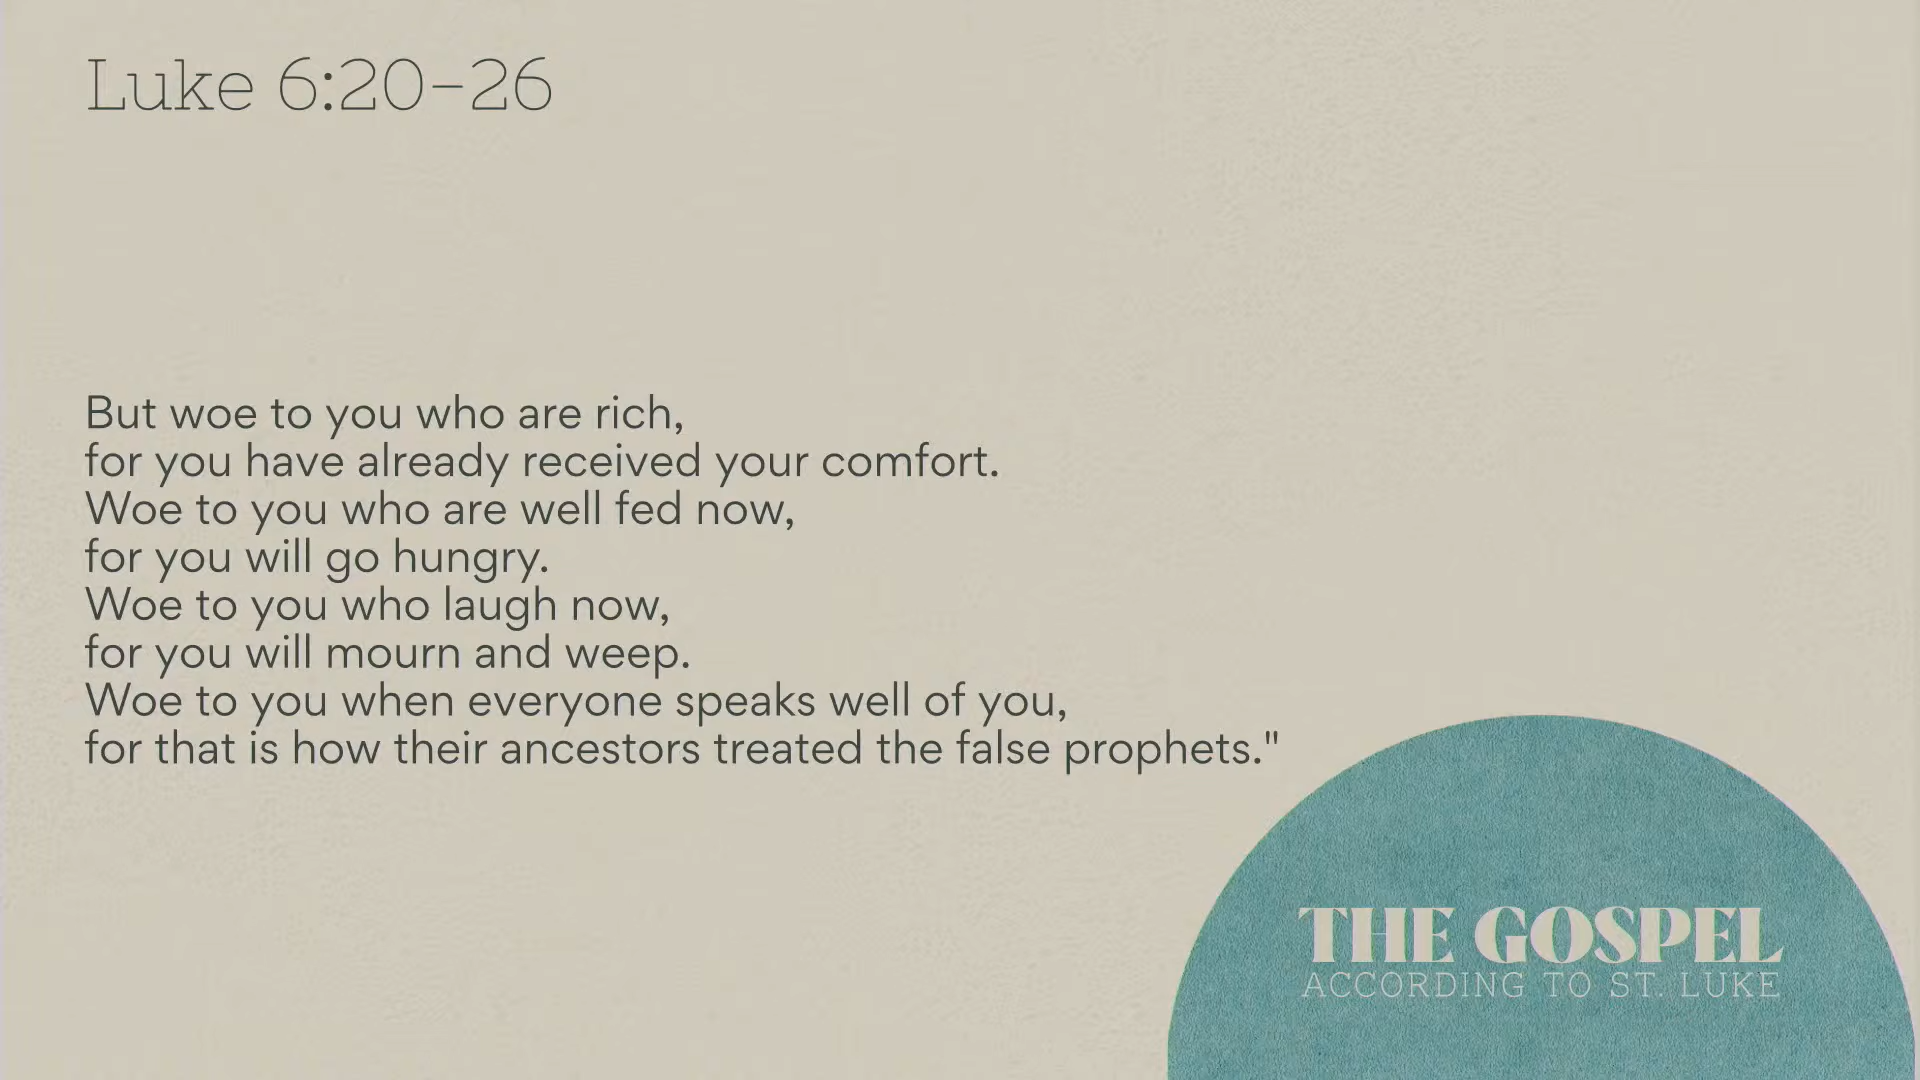 Luke 6:20–26
But woe to you who are rich,
for you have already received your comfort.
Woe to you who are well fed now,
for you will go hungry.
Woe to you who laugh now,
for you will mourn and weep.
Woe to you when everyone speaks well of you,
for that is how their ancestors treated the false prophets."
THE GOSPEL
ACCORDING TO ST. LUKE